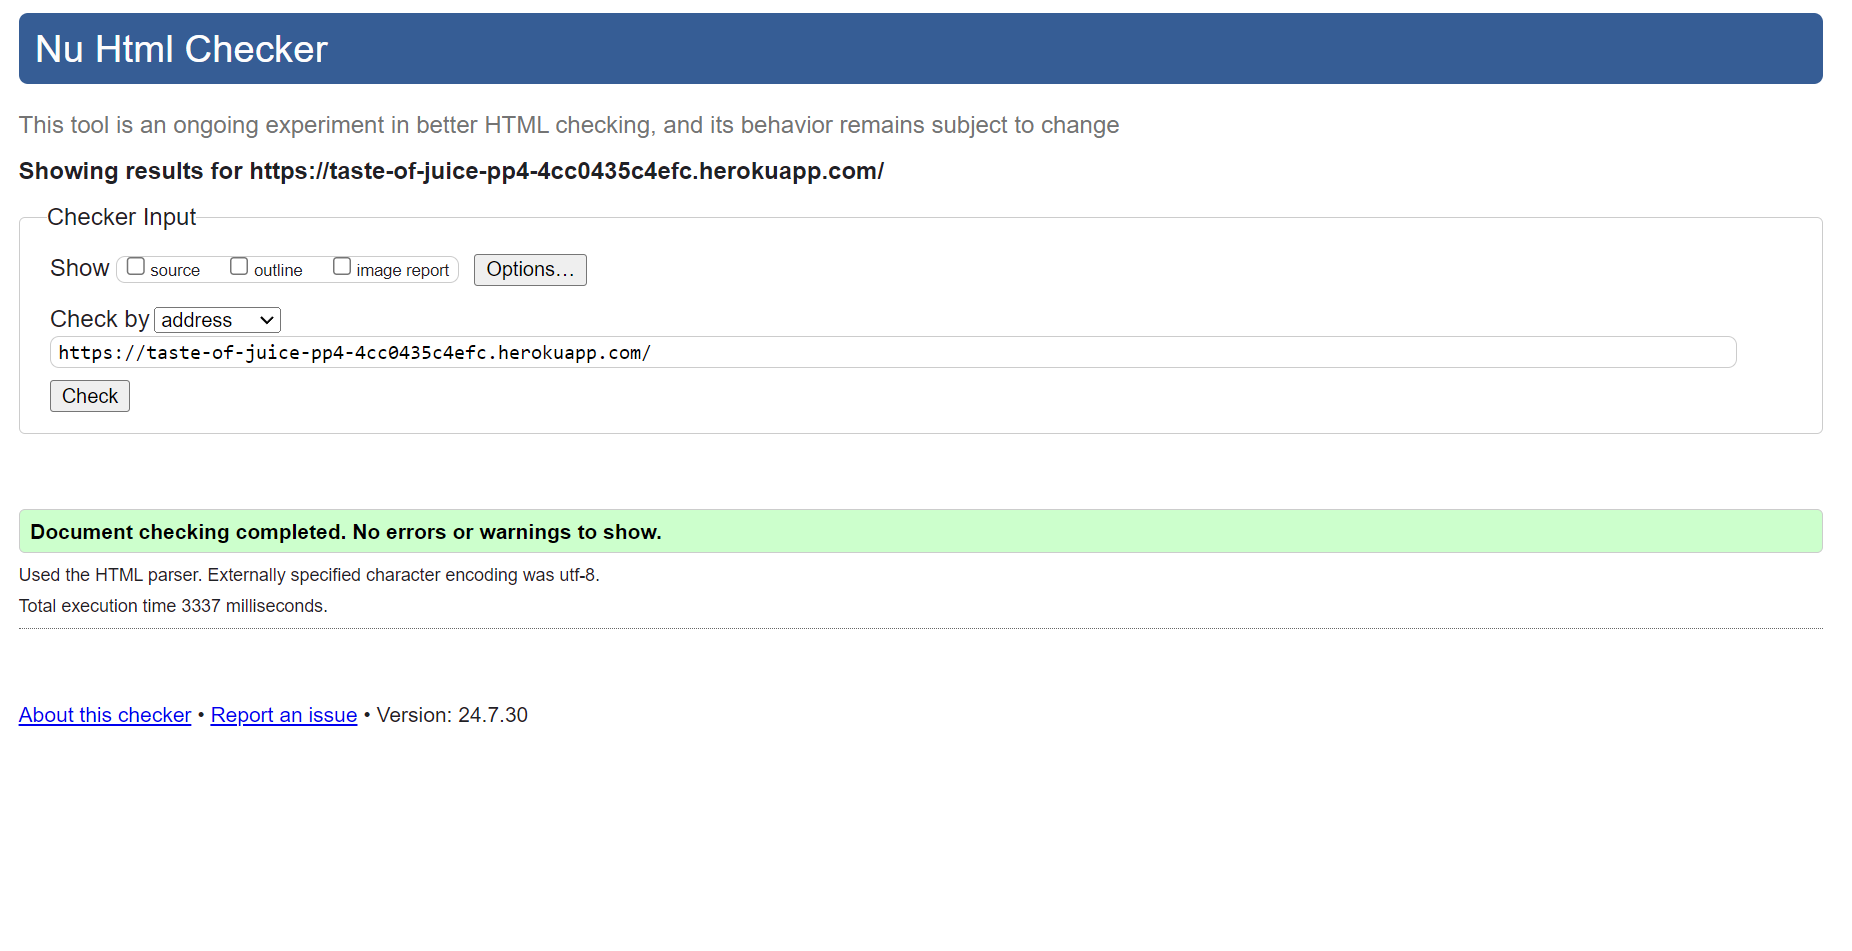 Nu Html Checker
This tool is an ongoing experiment in better HTML checking, and its behavior remains subject to change
Showing results for https://taste-of-juice-pp4-4cc0435c4efc.herokuapp.com/
Checker Input
Show source outline image report Options...
Check by address
https://taste-of-juice-pp4-4cc0435c4efc.herokuapp.com/
Check
Document checking completed. No errors or warnings to show.
Used the HTML parser. Externally specified character encoding was utf-8.
Total execution time 3337 milliseconds.
About this checker • Report an issue • Version: 24.7.30